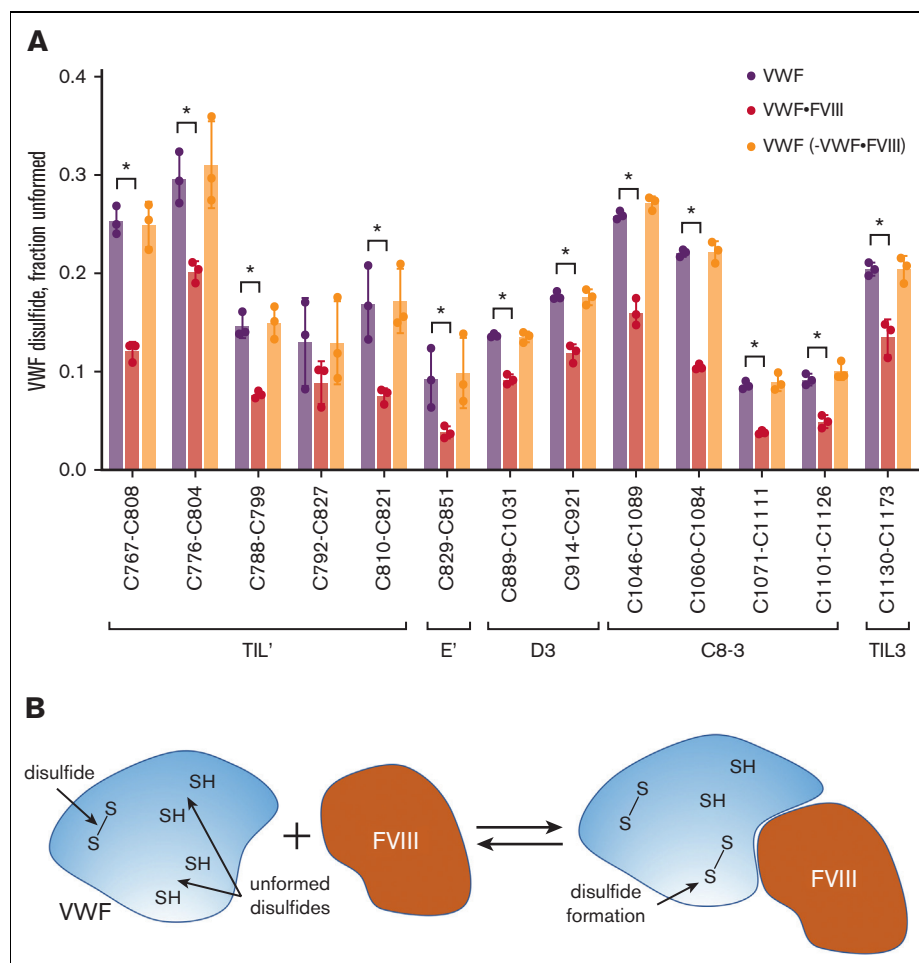 A
0.4
0.3
0.2
0.1
0.0
VWF disulfide, fraction unformed
VWF
VWF•FVIII
VWF (-VWF•FVIII)
*
*
*
*
*
*
*
*
*
*
*
*
C767-C808
C776-C804
C788-C799
C792-C827
C810-C821
C829-C851
C889-C1031
C914-C921
C1046-C1089
C1060-C1084
C1071-C1111
C1101-C1126
C1130-C1173
TIL'
E'
D3
C8-3
TIL3
B
disulfide
S
S
SH
SH
SH
SH
VWF
unformed
disulfides
+
FVIII
S
S
SH
SH
S
S
disulfide
formation
FVIII